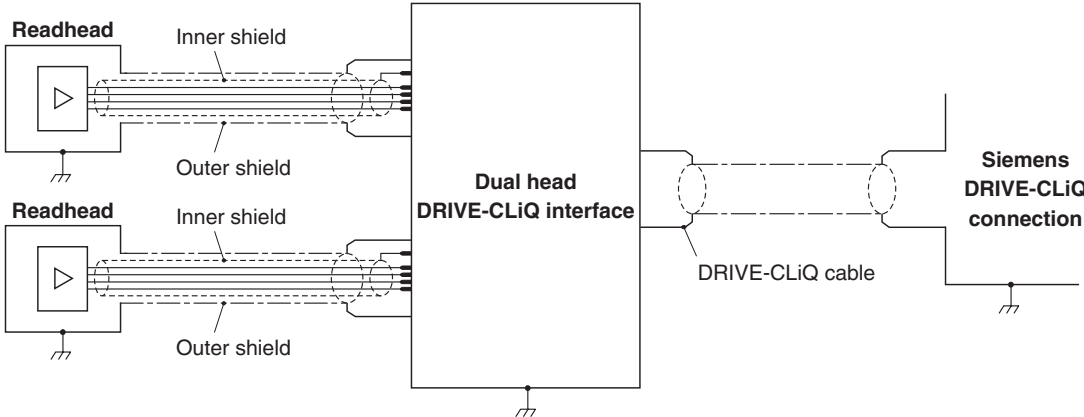 Readhead
Inner shield
Outer shield
Readhead
Inner shield
Outer shield
Dual head
DRIVE-CLiQ interface
DRIVE-CLiQ cable
Siemens
DRIVE-CLiQ
connection